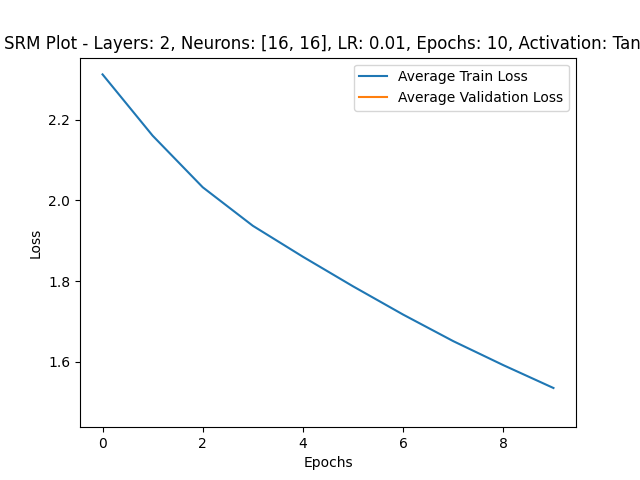 SRM Plot - Layers: 2, Neurons: [16, 16], LR: 0.01, Epochs: 10, Activation: Tan
Average Train Loss
Average Validation Loss
2.2
2.0
1.8
1.6
Loss
0 2 4 6 8
Epochs